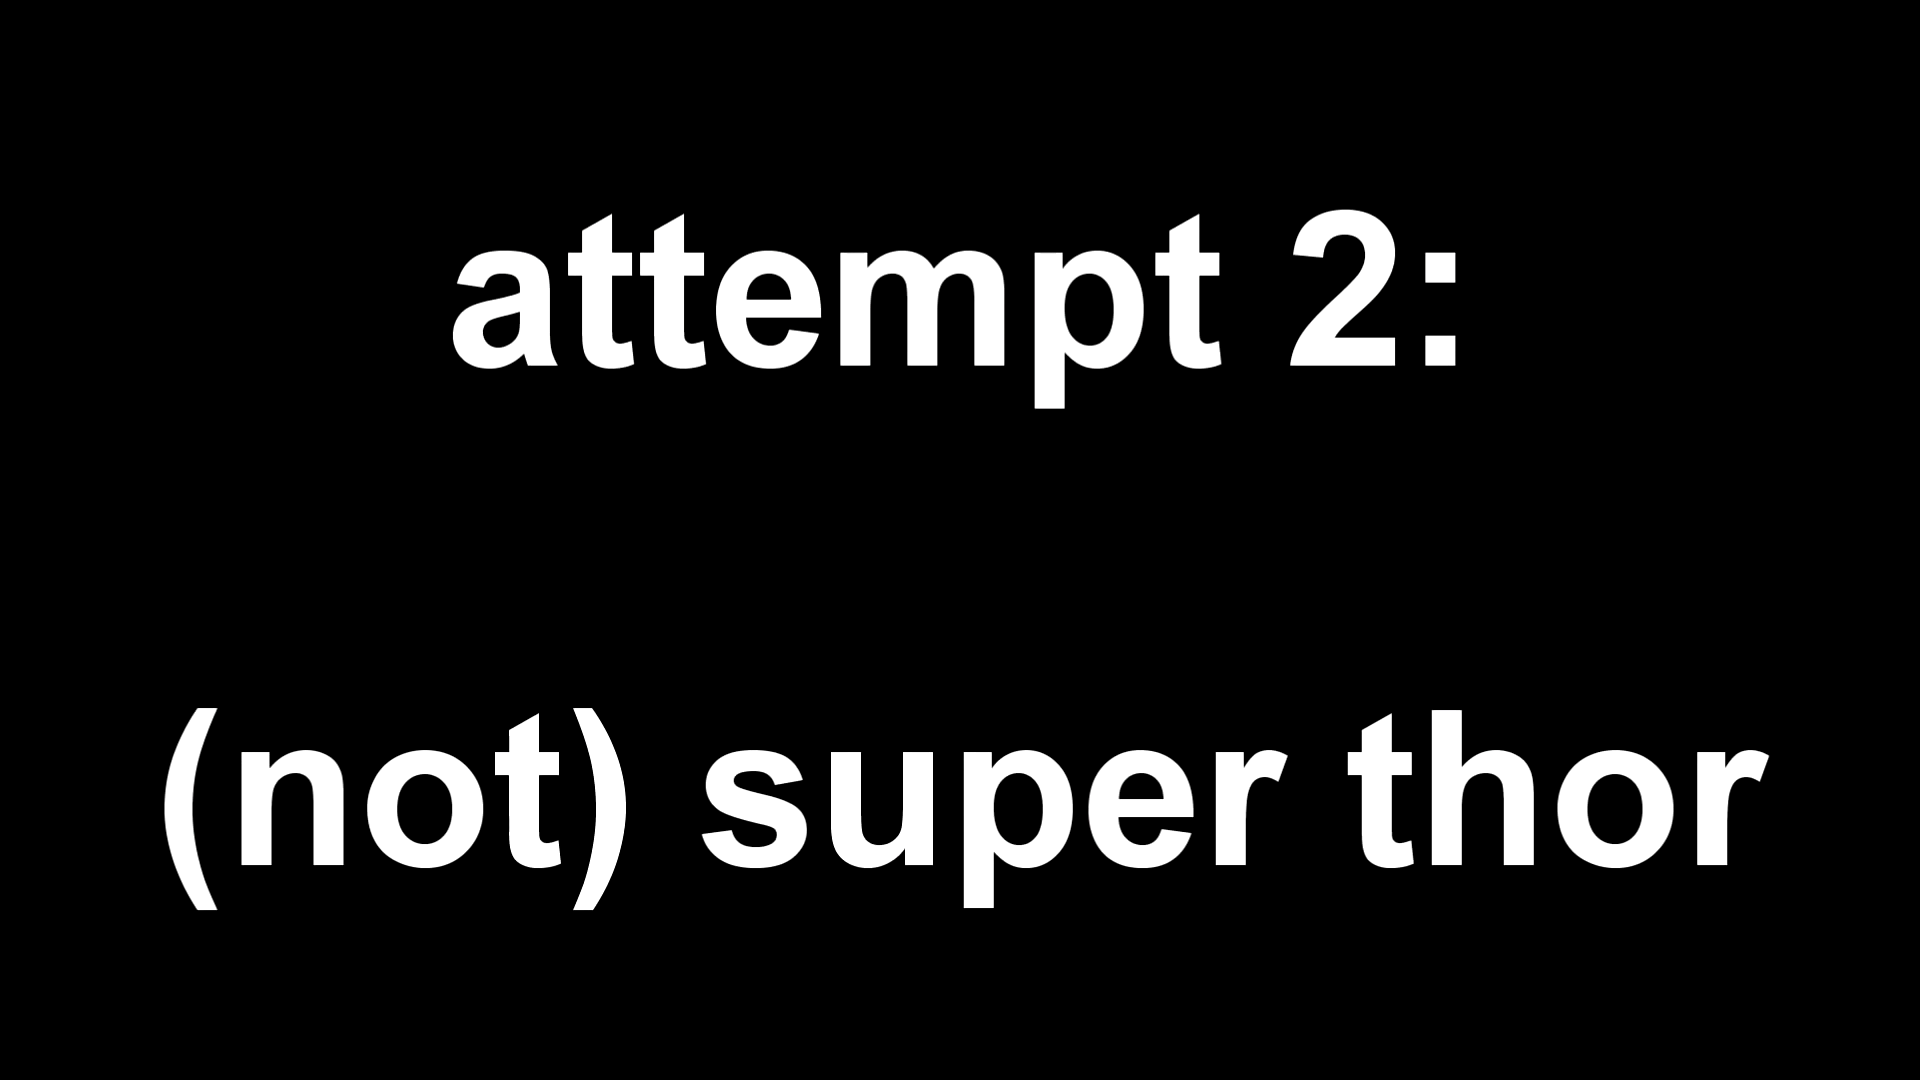 attempt 2:
(not) super thor